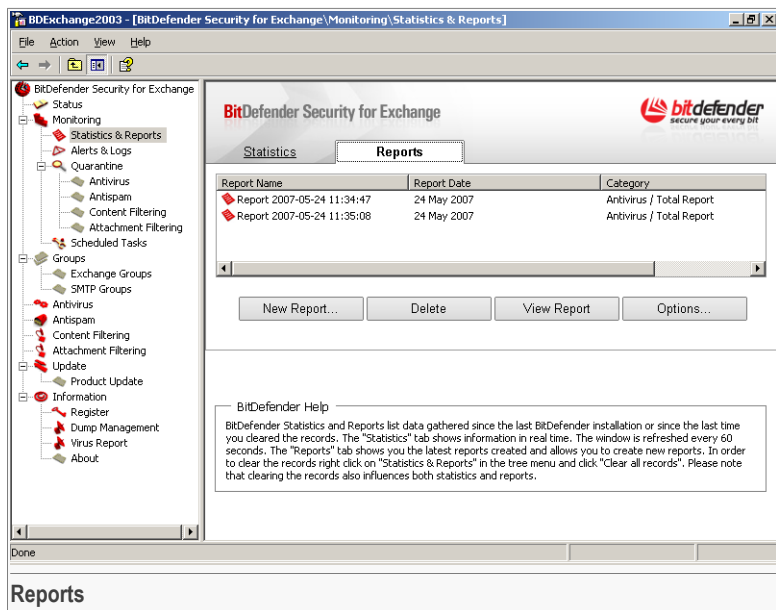 BDExchange2003 - [BitDefender Security for Exchange\Monitoring\Statistics & Reports]
File Action View Help
BitDefender Security for Exchange
Status
Monitoring
Statistics & Reports
Alerts & Logs
Quarantine
Antivirus
Antispam
Content Filtering
Attachment Filtering
Scheduled Tasks
Groups
Exchange Groups
SMTP Groups
Antivirus
Antispam
Content Filtering
Attachment Filtering
Update
Product Update
Information
Register
Dump Management
Virus Report
About
BitDefender Security for Exchange
bitdefender
secure your every bit
Statistics Reports
Report Name Report Date Category
Report 2007-05-24 11:34:47 24 May 2007 Antivirus / Total Report
Report 2007-05-24 11:35:08 24 May 2007 Antivirus / Total Report
New Report... Delete View Report Options...
BitDefender Help
BitDefender Statistics and Reports list data gathered since the last BitDefender installation or since the last time
you cleared the records. The "Statistics" tab shows information in real time. The window is refreshed every 60
seconds. The "Reports" tab shows you the latest reports created and allows you to create new reports. In order
to clear the records right click on "Statistics & Reports" in the tree menu and click "Clear all records". Please note
that clearing the records also influences both statistics and reports.
Done
Reports